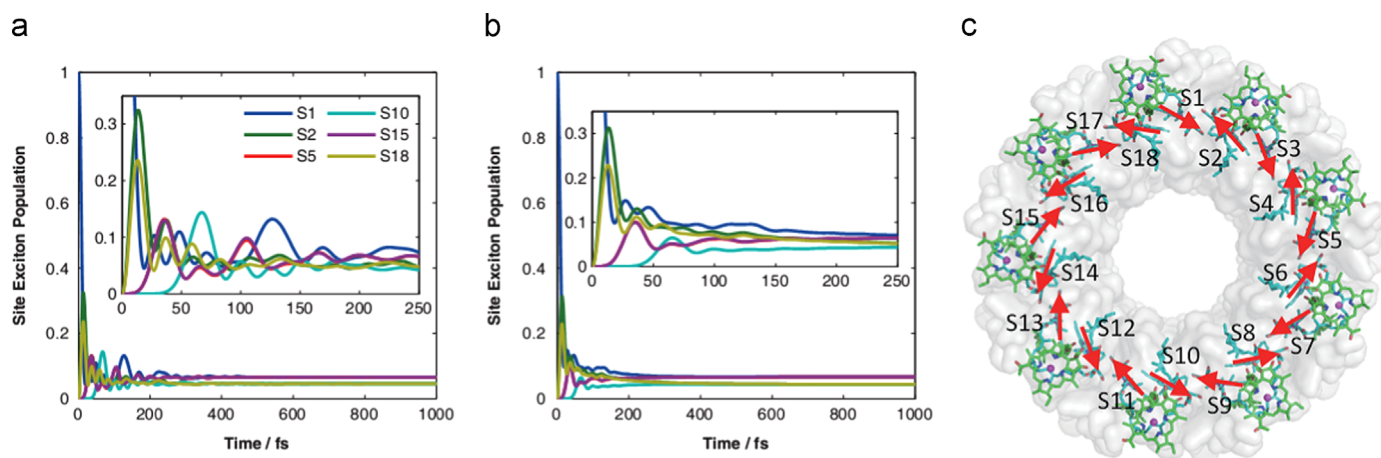 a
b
c
Site Exciton Population
1
0.8
0.6
0.4
0.2
0
0
200
400
600
800
1000
Time / fs
0.3
0.2
0.1
0
0
50
100
150
200
250
S1
S2
S5
S10
S15
S18
Site Exciton Population
1
0.8
0.6
0.4
0.2
0
0
200
400
600
800
1000
Time / fs
0.3
0.2
0.1
0
0
50
100
150
200
250
S1
S17
S18
S2
S3
S16
S4
S15
S5
S14
S6
S13
S12
S8
S7
S10
S11
S9